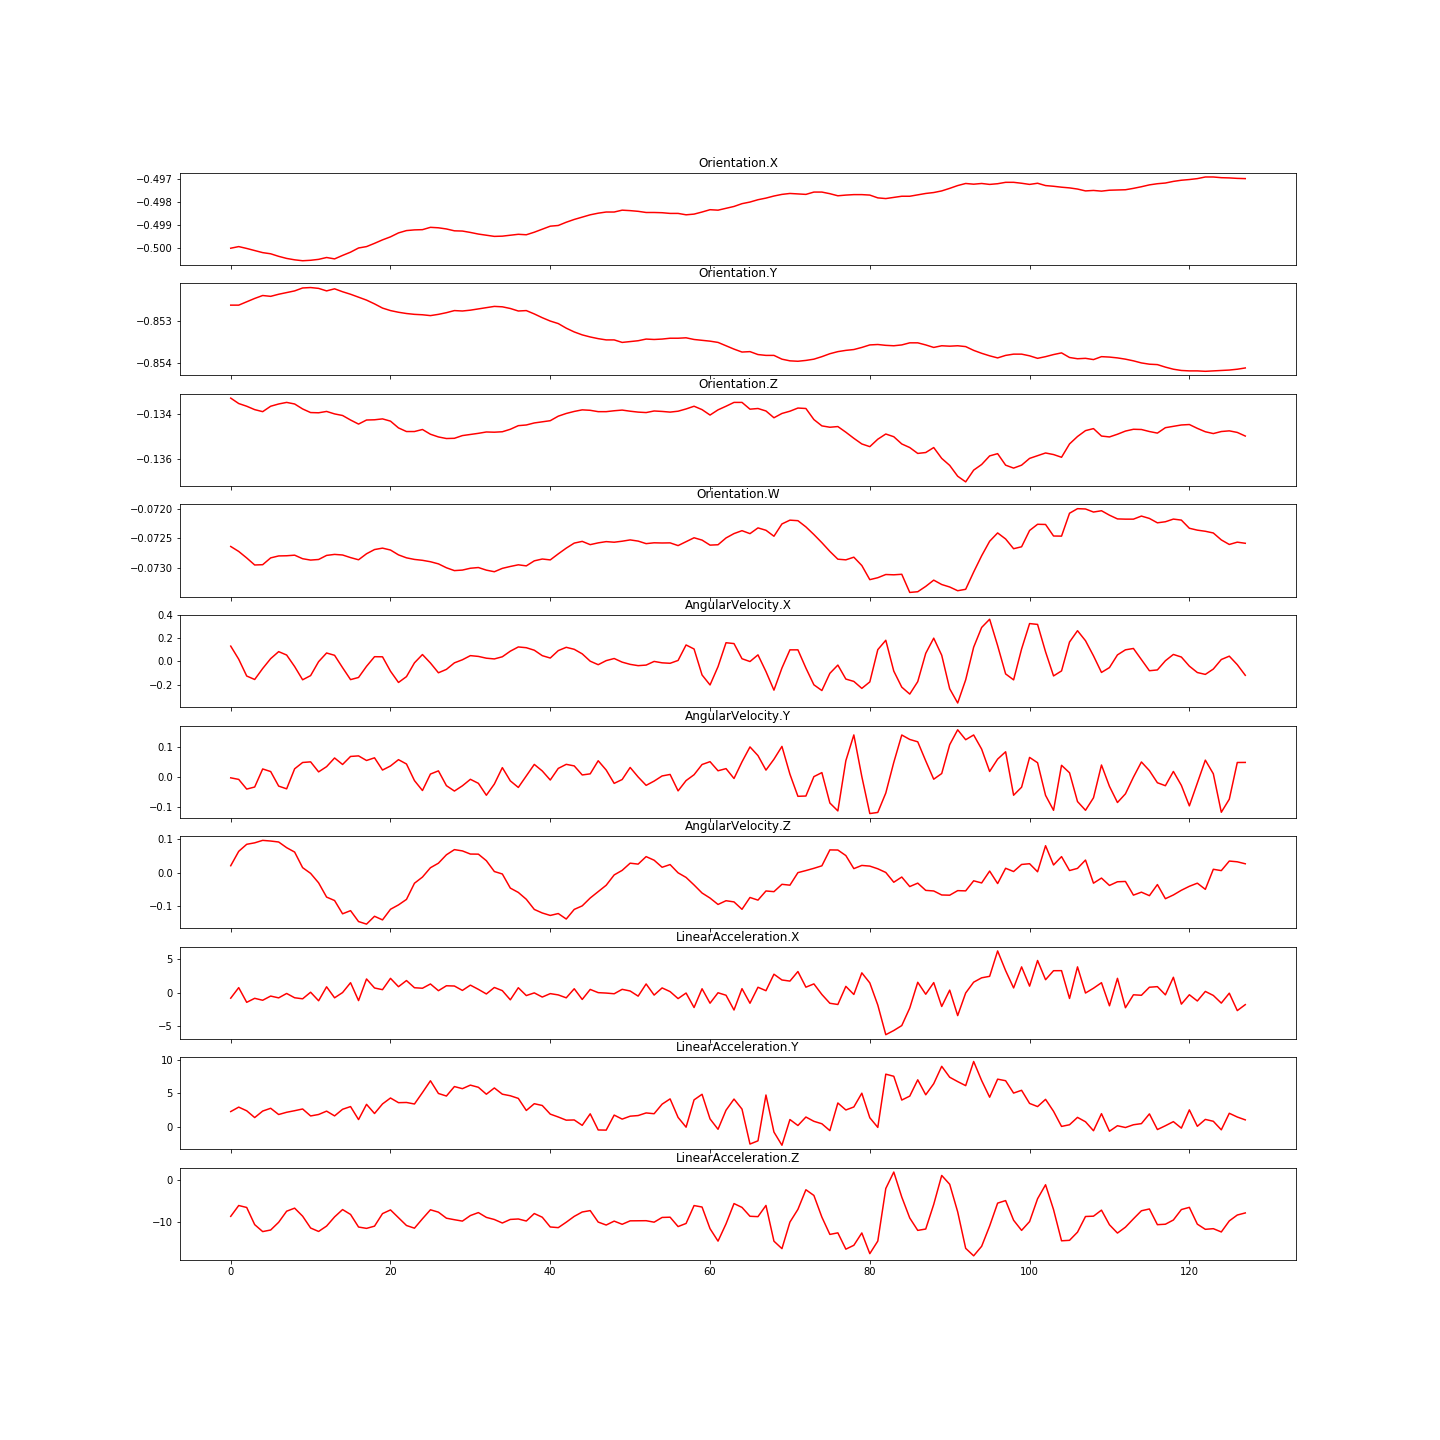 Orientation.X
−0.497
−0.498
−0.499
−0.500
Orientation.Y
−0.853
−0.854
Orientation.Z
−0.134
−0.136
Orientation.W
−0.0720
−0.0725
−0.0730
AngularVelocity.X
0.4
0.2
0.0
−0.2
AngularVelocity.Y
0.1
0.0
−0.1
AngularVelocity.Z
0.1
0.0
−0.1
LinearAcceleration.X
5
0
−5
LinearAcceleration.Y
10
5
0
LinearAcceleration.Z
0
−10
0 20 40 60 80 100 120